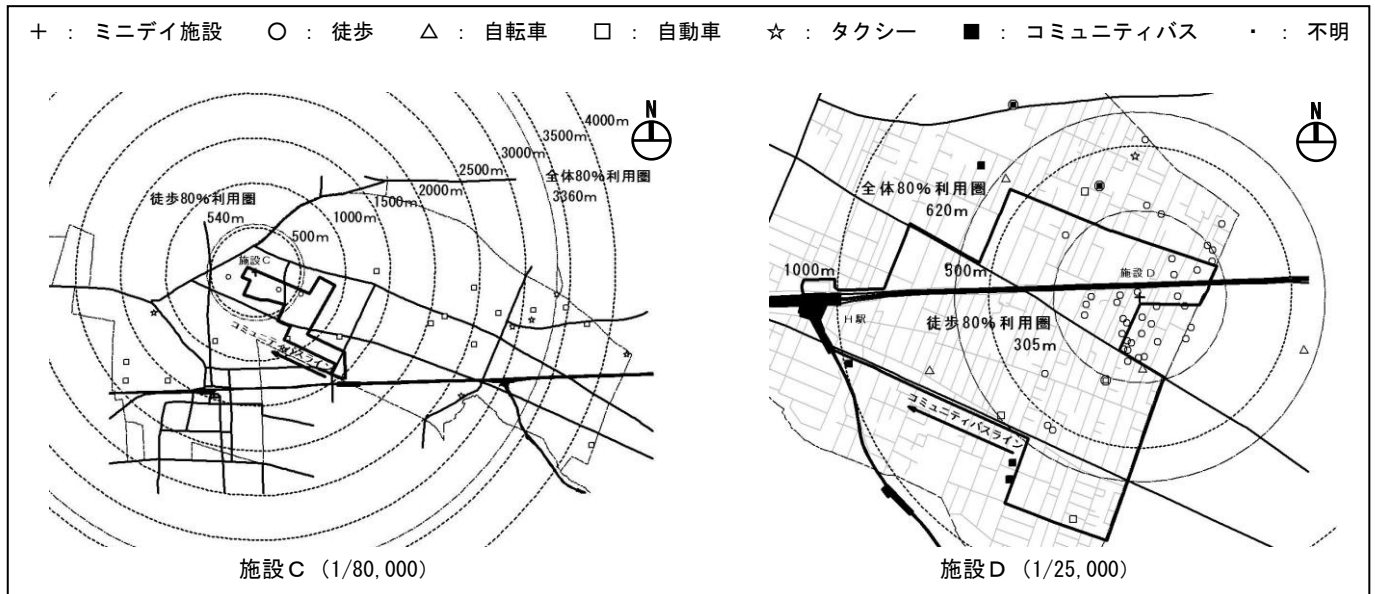 ＋ ： ミニデイ施設 ○ ： 徒歩 △ ： 自転車 □ ： 自動車 ☆ ： タクシー ■ ： コミュニティバス ・ ： 不明
N
4000m
3500m
3000m
全体80%利用圏
3360m
2500m
2000m
1500m
1000m
徒歩80%利用圏
540m
500m
施設C
コミュニティバスライン
施設C (1/80,000)
N
全体80%利用圏
620m
1000m
500m
施設D
H駅
徒歩80%利用圏
305m
コミュニティバスライン
施設D (1/25,000)